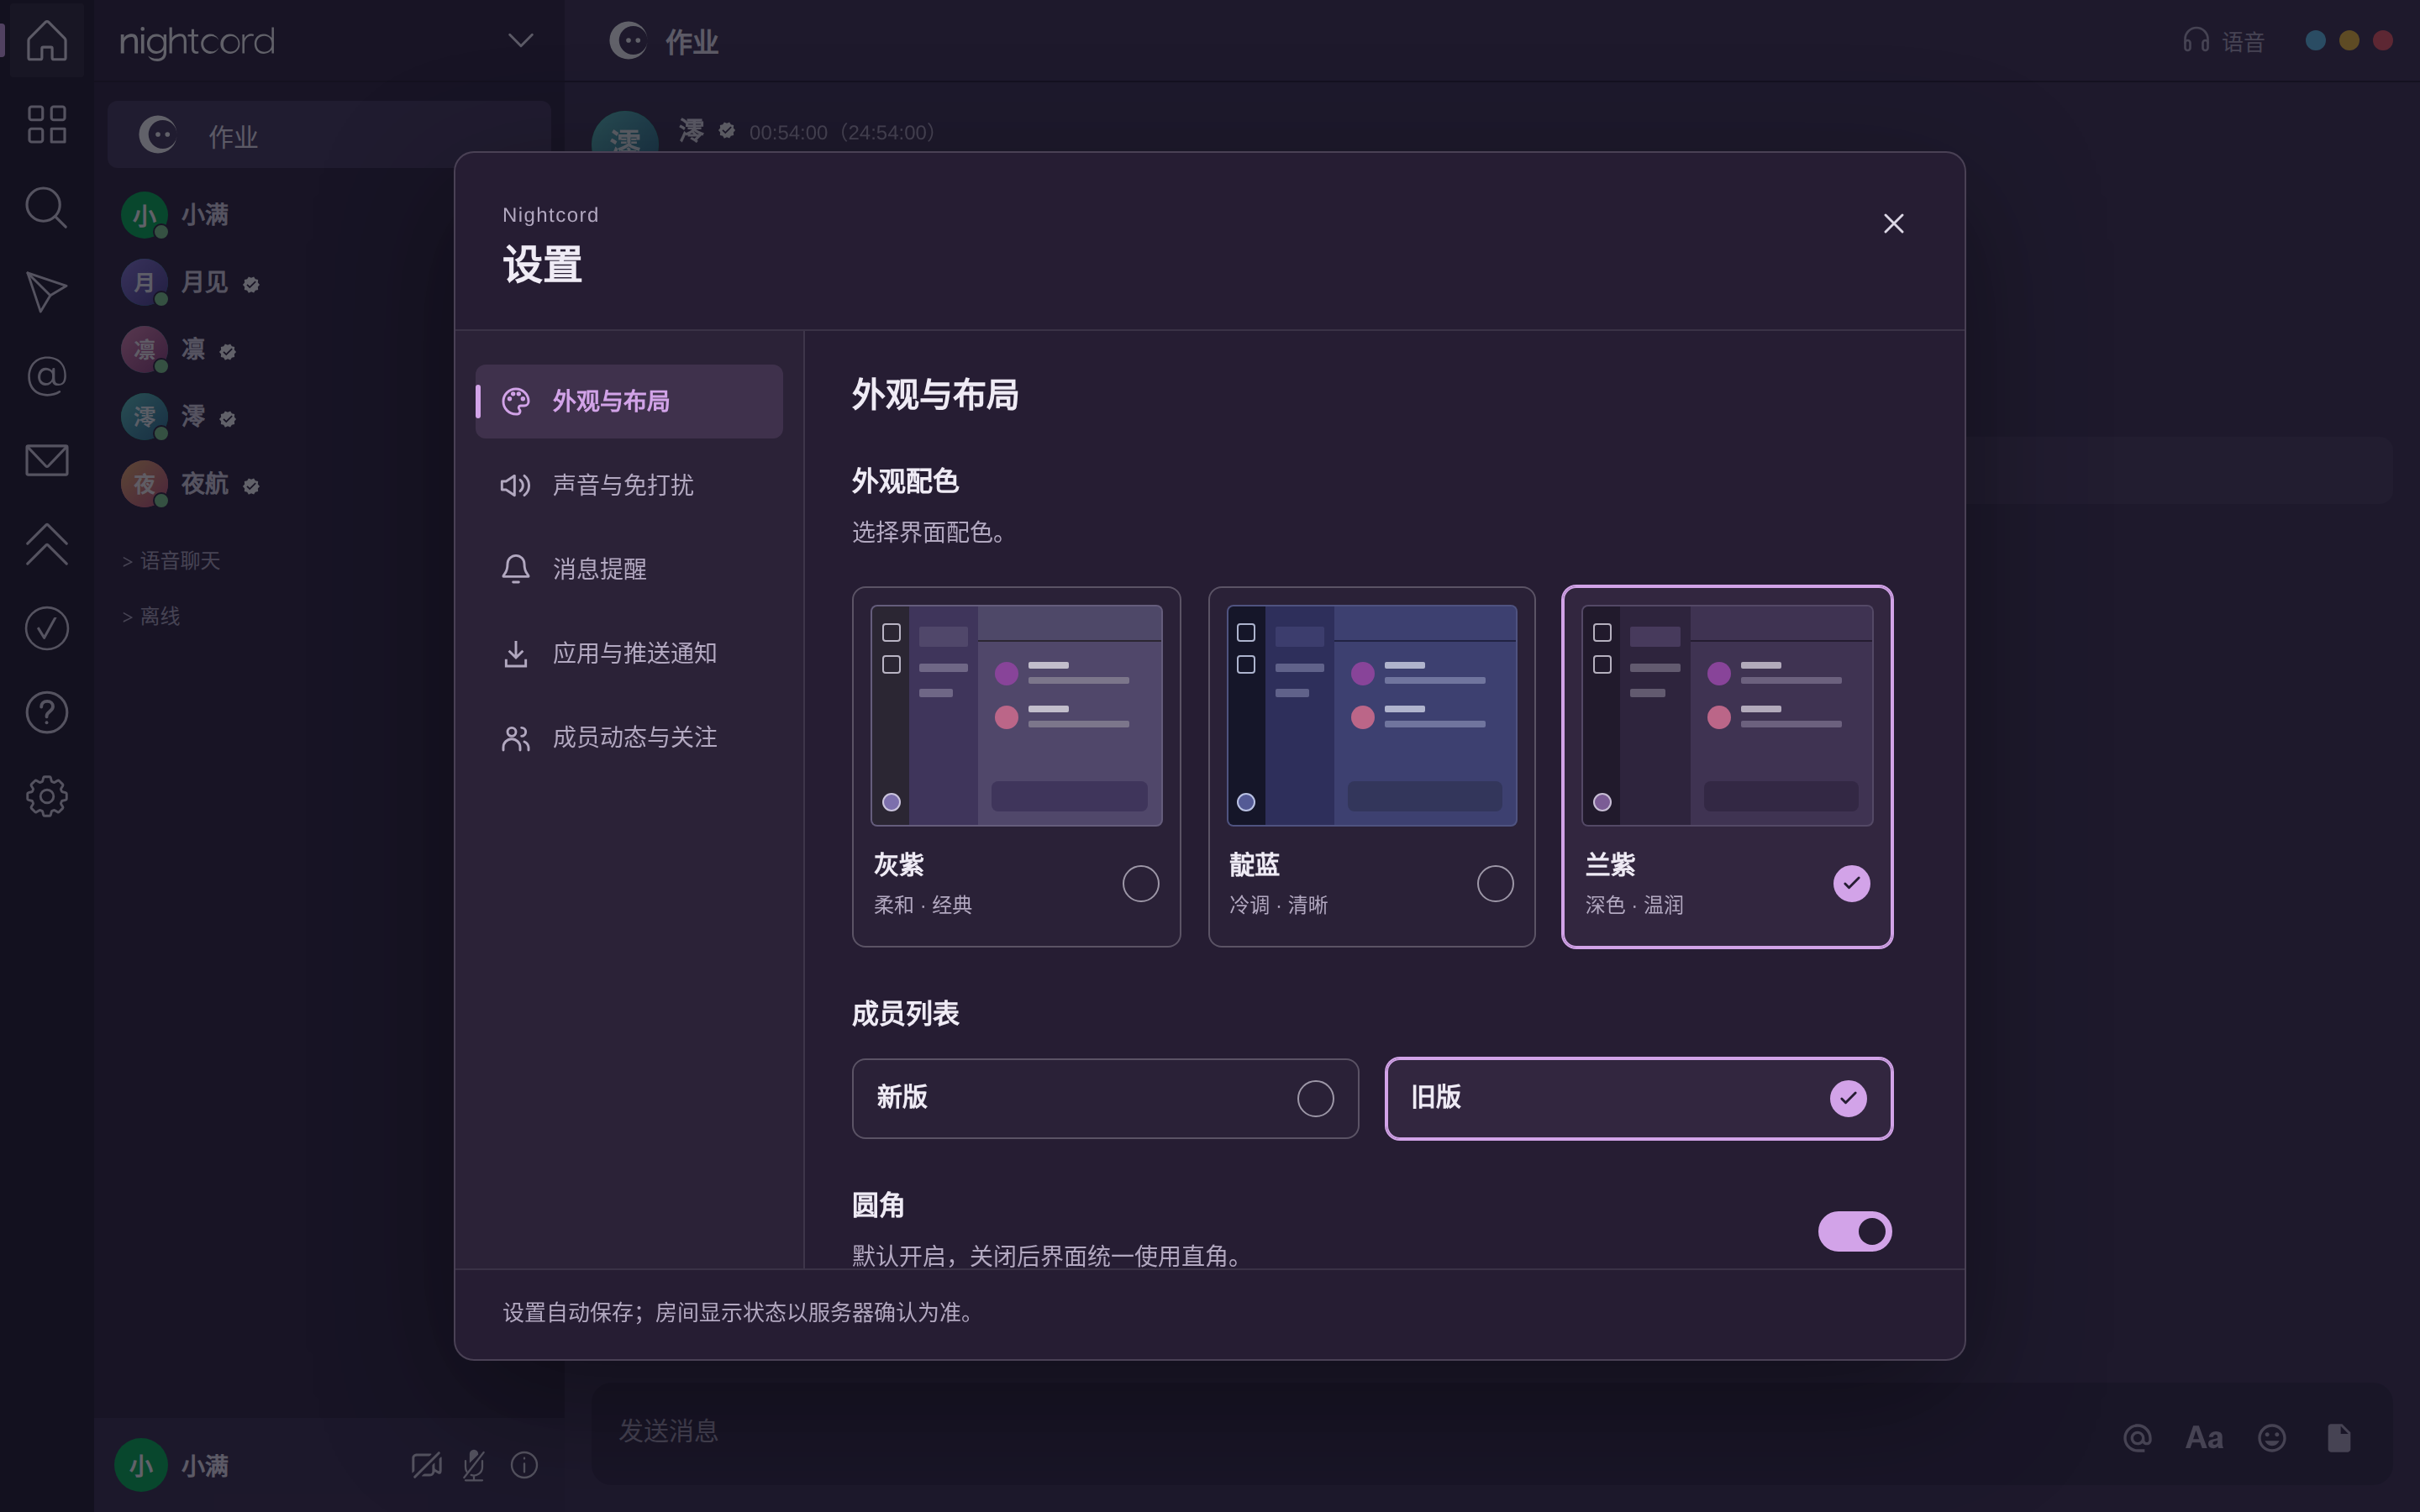 nightcord
作业
语音
作业
澪
澪 00:54:00（24:54:00）
小 小满
月 月见
凛 凛
澪 澪
夜 夜航
> 语音聊天
> 离线
Nightcord
设置
外观与布局
声音与免打扰
消息提醒
应用与推送通知
成员动态与关注
外观与布局
外观配色
选择界面配色。
灰紫
柔和 · 经典
靛蓝
冷调 · 清晰
兰紫
深色 · 温润
成员列表
新版
旧版
圆角
默认开启，关闭后界面统一使用直角。
设置自动保存；房间显示状态以服务器确认为准。
小 小满
发送消息
Aa